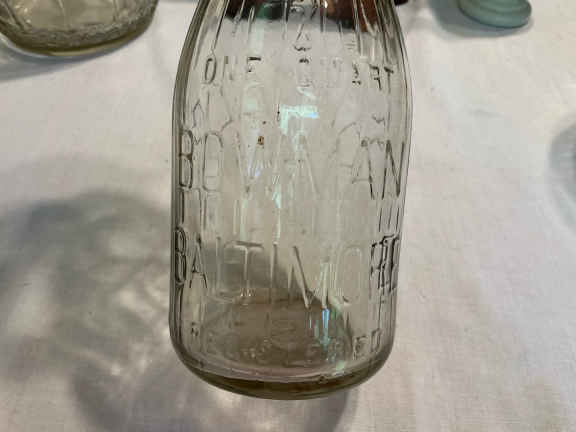 ONE QUART
BOWMAN
BALTIMORE
REGISTERED